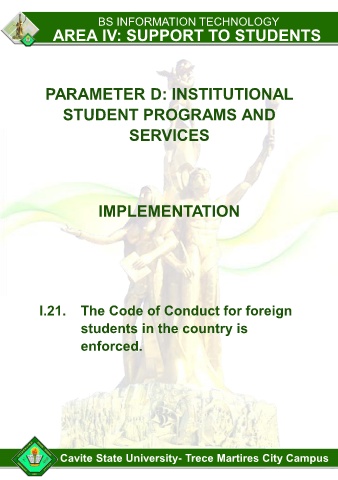 BS INFORMATION TECHNOLOGY
AREA IV: SUPPORT TO STUDENTS
PARAMETER D: INSTITUTIONAL
STUDENT PROGRAMS AND
SERVICES
IMPLEMENTATION
I.21. The Code of Conduct for foreign
students in the country is
enforced.
Cavite State University- Trece Martires City Campus